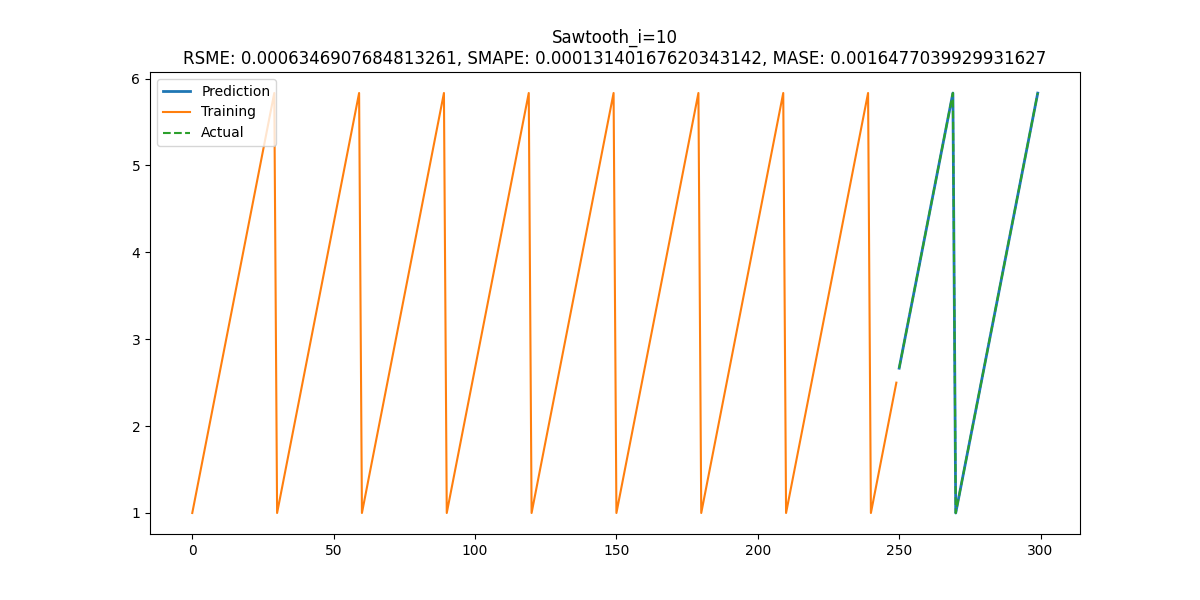 Sawtooth_i=10
RSME: 0.0006346907684813261, SMAPE: 0.00013140167620343142, MASE: 0.0016477039929931627
6
Prediction
Training
Actual
5
4
3
2
1
0 50 100 150 200 250 300